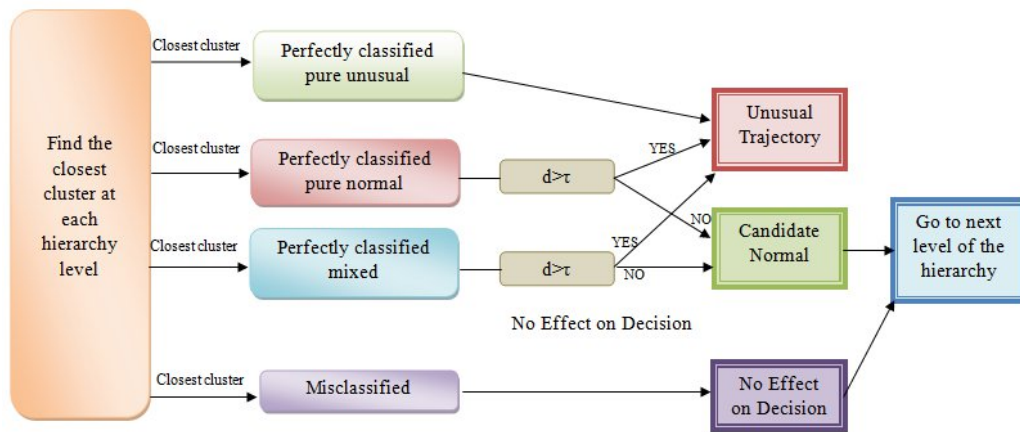 Find the
closest
cluster at
each
hierarchy
level
Closest cluster
Perfectly classified
pure unusual
Closest cluster
Perfectly classified
pure normal
d>τ
YES
NO
Closest cluster
Perfectly classified
mixed
d>τ
YES
NO
No Effect on Decision
Closest cluster
Misclassified
Unusual
Trajectory
Candidate
Normal
No Effect
on Decision
Go to next
level of the
hierarchy